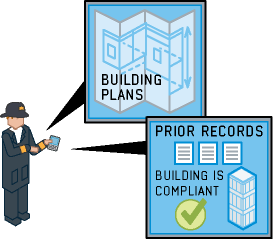 BUILDING
PLANS
PRIOR RECORDS
BUILDING IS
COMPLIANT